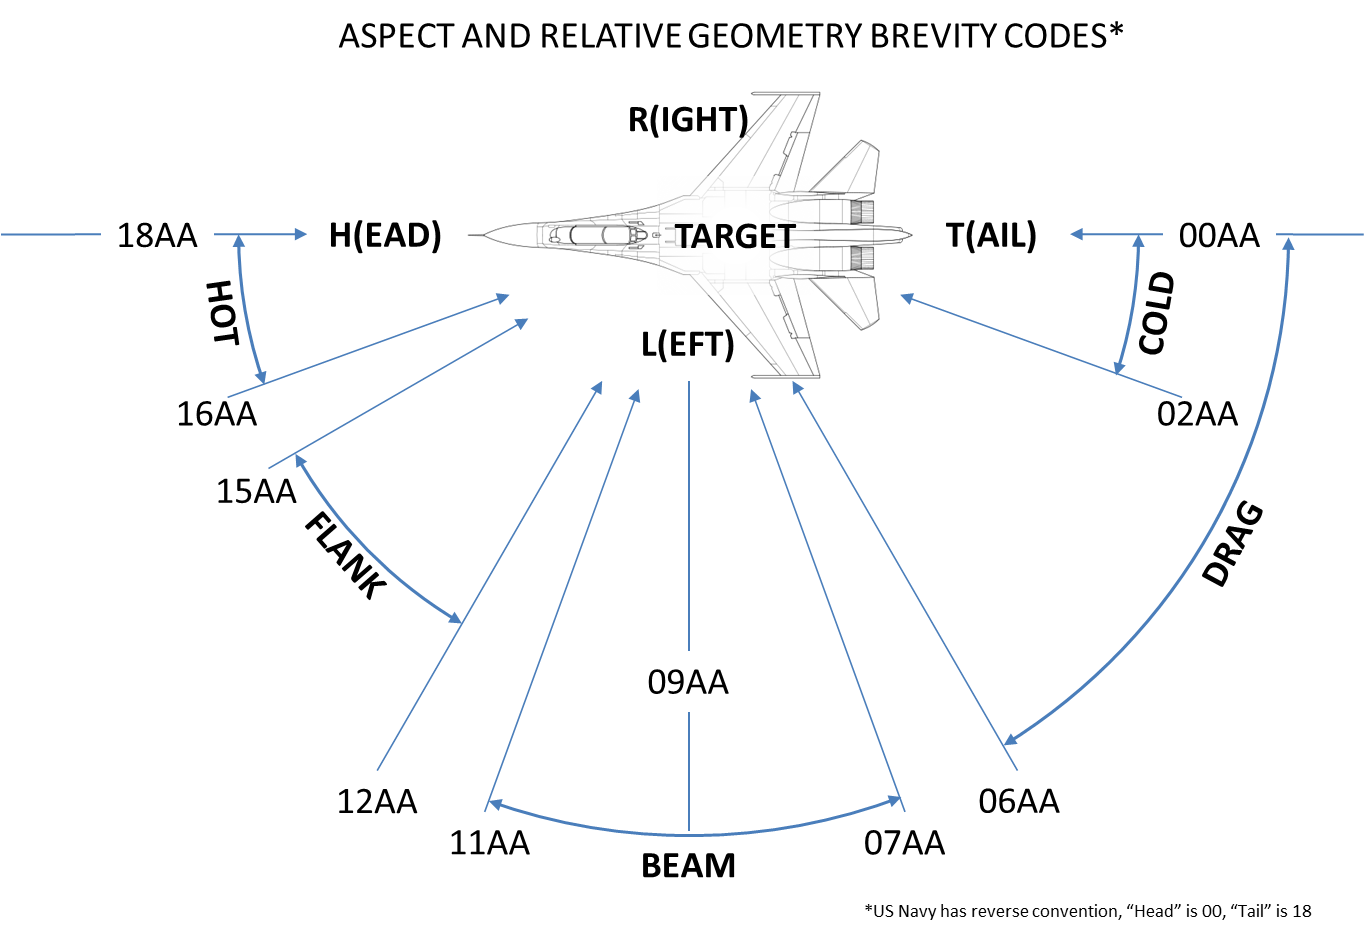 ASPECT AND RELATIVE GEOMETRY BREVITY CODES*
R(IGHT)
18AA
H(EAD)
TARGET
T(AIL)
00AA
HOT
COLD
L(EFT)
16AA
02AA
15AA
FLANK
DRAG
09AA
12AA
06AA
11AA
07AA
BEAM
*US Navy has reverse convention, “Head” is 00, “Tail” is 18